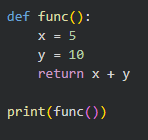 def func():
    x = 5
    y = 10
    return x + y

print(func())